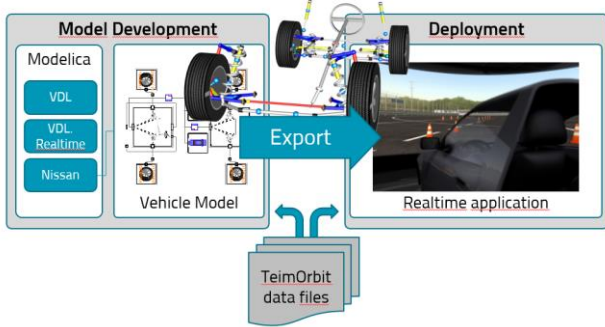 Model Development
Deployment
Modelica
VDL
VDL.
Realtime
Nissan
Vehicle Model
Export
Realtime application
TeimOrbit
data files